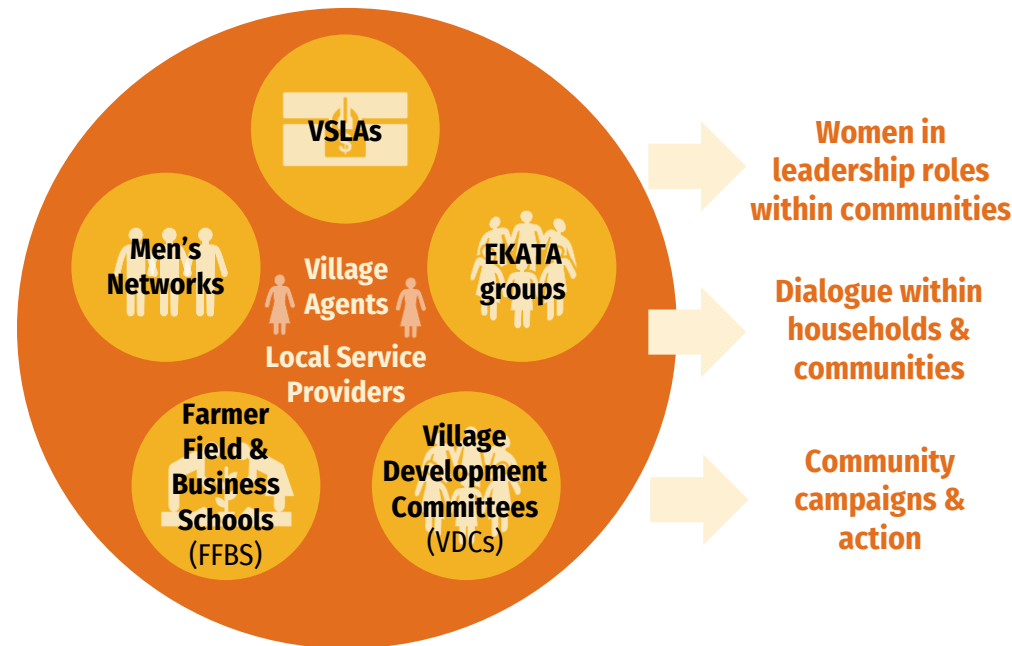 VSLAs
$
Men's
Networks
EKATA
groups
Village
Agents
Local Service
Providers
Farmer
Field &
Business
Schools
(FFBS)
Village
Development
Committees
(VDCs)
Women in
leadership roles
within communities
Dialogue within
households &
communities
Community
campaigns &
action